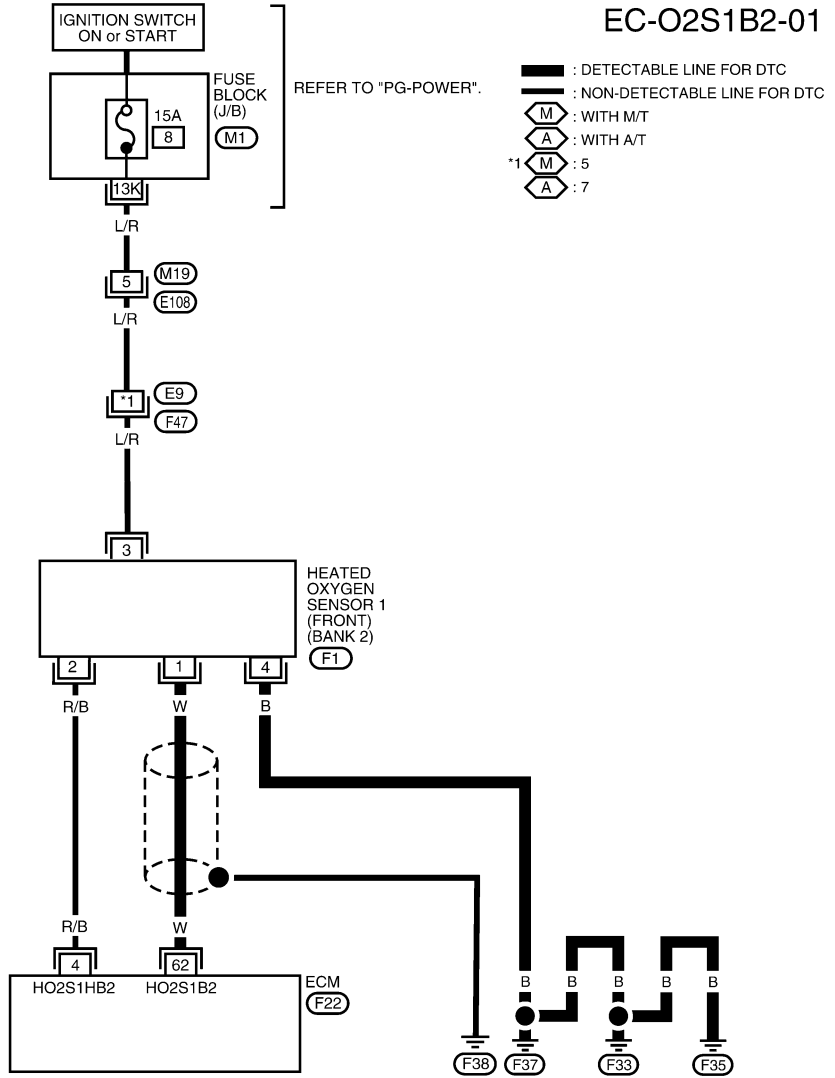 EC-O2S1B2-01
IGNITION SWITCH
ON or START
FUSE
BLOCK
(J/B)
M1
15A
8
REFER TO "PG-POWER".
: DETECTABLE LINE FOR DTC
: NON-DETECTABLE LINE FOR DTC
M : WITH M/T
A : WITH A/T
*1 M : 5
A : 7
13K
L/R
5
M19
E108
L/R
*1
E9
F47
L/R
3
HEATED
OXYGEN
SENSOR 1
(FRONT)
(BANK 2)
F1
2 1 4
R/B W B
R/B W
B B B B B
4 62
HO2S1HB2 HO2S1B2
ECM
F22
F38 F37 F33 F35